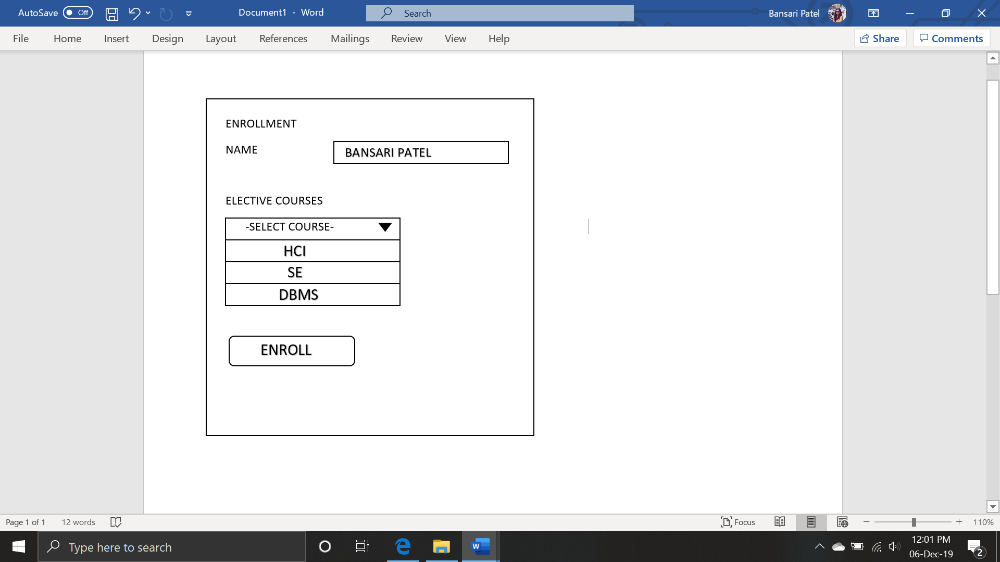 AutoSave Off Document1 - Word Search Bansari Patel
File Home Insert Design Layout References Mailings Review View Help Share Comments
ENROLLMENT
NAME BANSARI PATEL
ELECTIVE COURSES
-SELECT COURSE-
HCI
SE
DBMS
ENROLL
Page 1 of 1 12 words Focus 110%
Type here to search 12:01 PM
06-Dec-19 2